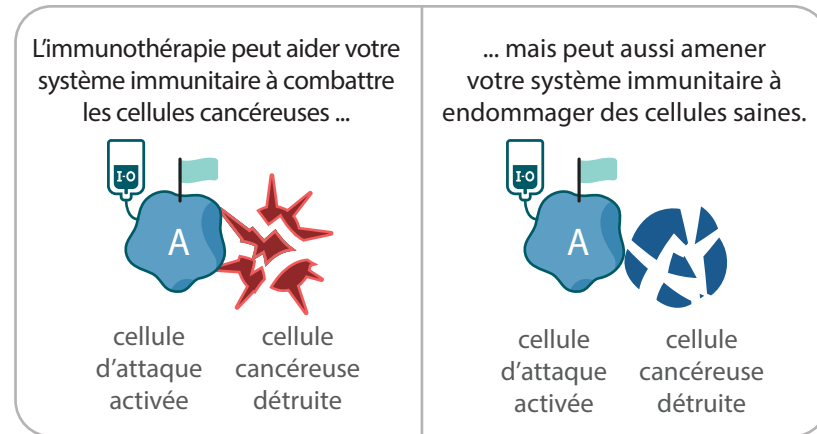 L'immunothérapie peut aider votre
système immunitaire à combattre
les cellules cancéreuses ...
I-O
A
cellule
d'attaque
activée
cellule
cancéreuse
détruite
... mais peut aussi amener
votre système immunitaire à
endommager des cellules saines.
I-O
A
cellule
d'attaque
activée
cellule
cancéreuse
détruite